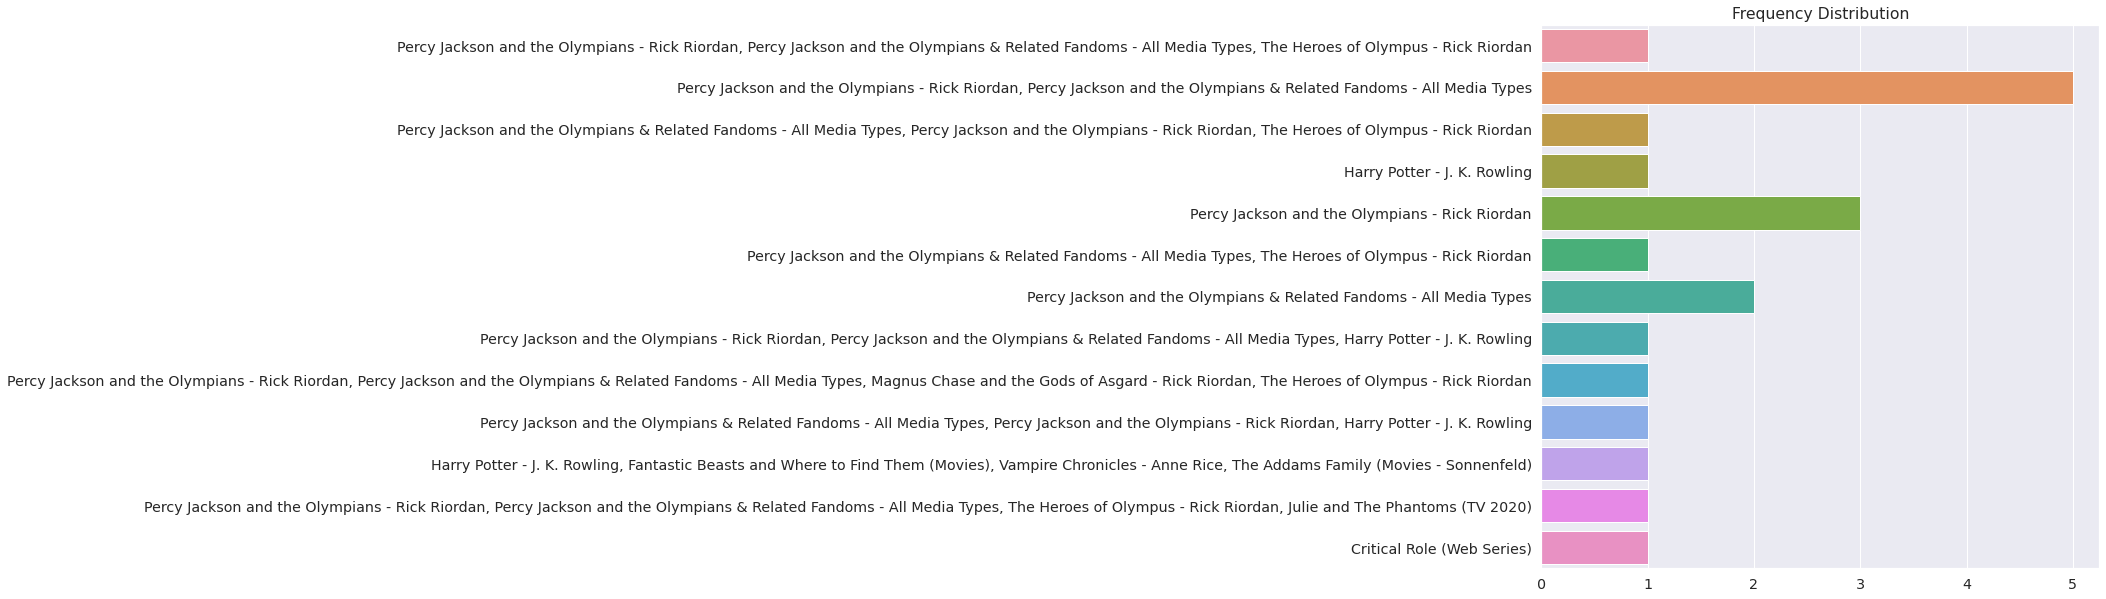 Frequency Distribution
Percy Jackson and the Olympians - Rick Riordan, Percy Jackson and the Olympians & Related Fandoms - All Media Types, The Heroes of Olympus - Rick Riordan
Percy Jackson and the Olympians - Rick Riordan, Percy Jackson and the Olympians & Related Fandoms - All Media Types
Percy Jackson and the Olympians & Related Fandoms - All Media Types, Percy Jackson and the Olympians - Rick Riordan, The Heroes of Olympus - Rick Riordan
Harry Potter - J. K. Rowling
Percy Jackson and the Olympians - Rick Riordan
Percy Jackson and the Olympians & Related Fandoms - All Media Types, The Heroes of Olympus - Rick Riordan
Percy Jackson and the Olympians & Related Fandoms - All Media Types
Percy Jackson and the Olympians - Rick Riordan, Percy Jackson and the Olympians & Related Fandoms - All Media Types, Harry Potter - J. K. Rowling
Percy Jackson and the Olympians - Rick Riordan, Percy Jackson and the Olympians & Related Fandoms - All Media Types, Magnus Chase and the Gods of Asgard - Rick Riordan, The Heroes of Olympus - Rick Riordan
Percy Jackson and the Olympians & Related Fandoms - All Media Types, Percy Jackson and the Olympians - Rick Riordan, Harry Potter - J. K. Rowling
Harry Potter - J. K. Rowling, Fantastic Beasts and Where to Find Them (Movies), Vampire Chronicles - Anne Rice, The Addams Family (Movies - Sonnenfeld)
Percy Jackson and the Olympians - Rick Riordan, Percy Jackson and the Olympians & Related Fandoms - All Media Types, The Heroes of Olympus - Rick Riordan, Julie and The Phantoms (TV 2020)
Critical Role (Web Series)
0 1 2 3 4 5